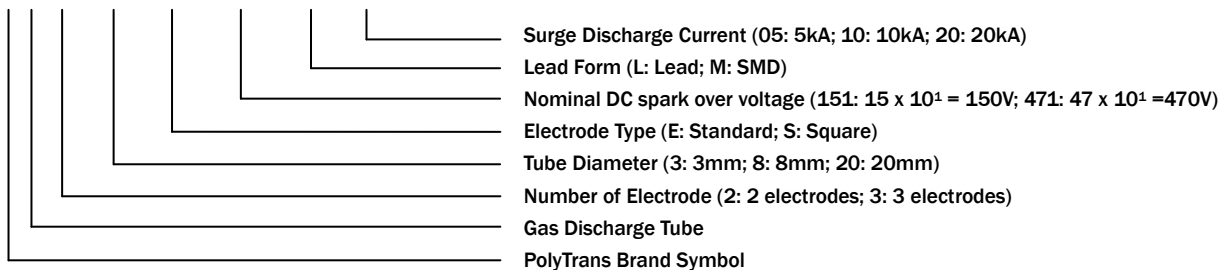 Surge Discharge Current (05: 5kA; 10: 10kA; 20: 20kA)
Lead Form (L: Lead; M: SMD)
Nominal DC spark over voltage (151: 15 x 10¹ = 150V; 471: 47 x 10¹ =470V)
Electrode Type (E: Standard; S: Square)
Tube Diameter (3: 3mm; 8: 8mm; 20: 20mm)
Number of Electrode (2: 2 electrodes; 3: 3 electrodes)
Gas Discharge Tube
PolyTrans Brand Symbol